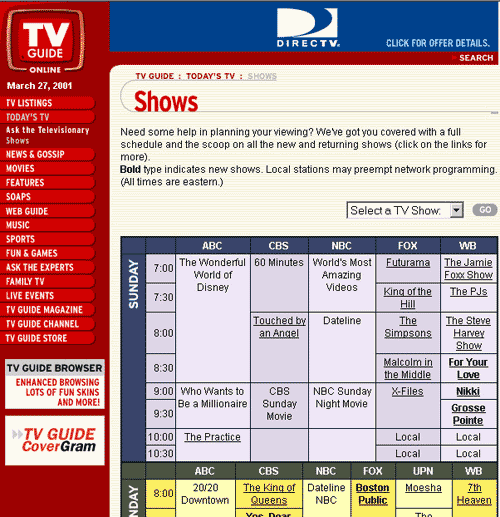 TV
GUIDE
ONLINE
March 27, 2001
TV LISTINGS
TODAY'S TV
Ask the Televisionary
Shows
NEWS & GOSSIP
MOVIES
FEATURES
SOAPS
WEB GUIDE
MUSIC
SPORTS
FUN & GAMES
ASK THE EXPERTS
FAMILY TV
LIVE EVENTS
TV GUIDE MAGAZINE
TV GUIDE CHANNEL
TV GUIDE STORE
TV GUIDE BROWSER
ENHANCED BROWSING
LOTS OF FUN SKINS
AND MORE!
TV GUIDE
CoverGram
DIRECTV.
CLICK FOR OFFER DETAILS.
SEARCH
TV GUIDE : TODAY'S TV : SHOWS
Shows
Need some help in planning your viewing? We've got you covered with a full
schedule and the scoop on all the new and returning shows (click on the links for
more).
Bold type indicates new shows. Local stations may preempt network programming.
(All times are eastern.)
Select a TV Show: GO
SUNDAY
ABC CBS NBC FOX WB
7:00 The Wonderful World of Disney 60 Minutes World's Most Amazing Videos Futurama The Jamie Foxx Show
7:30 King of the Hill The PJs
8:00 Touched by an Angel Dateline The Simpsons The Steve Harvey Show
8:30 Malcolm in the Middle For Your Love
9:00 Who Wants to Be a Millionaire CBS Sunday Movie NBC Sunday Night Movie X-Files Nikki
9:30 Grosse Pointe
10:00 The Practice Local Local
10:30 Local Local
NDAY
ABC CBS NBC FOX UPN WB
8:00 20/20 Downtown The King of Queens Dateline NBC Boston Public Moesha 7th Heaven
Yes, Dear The